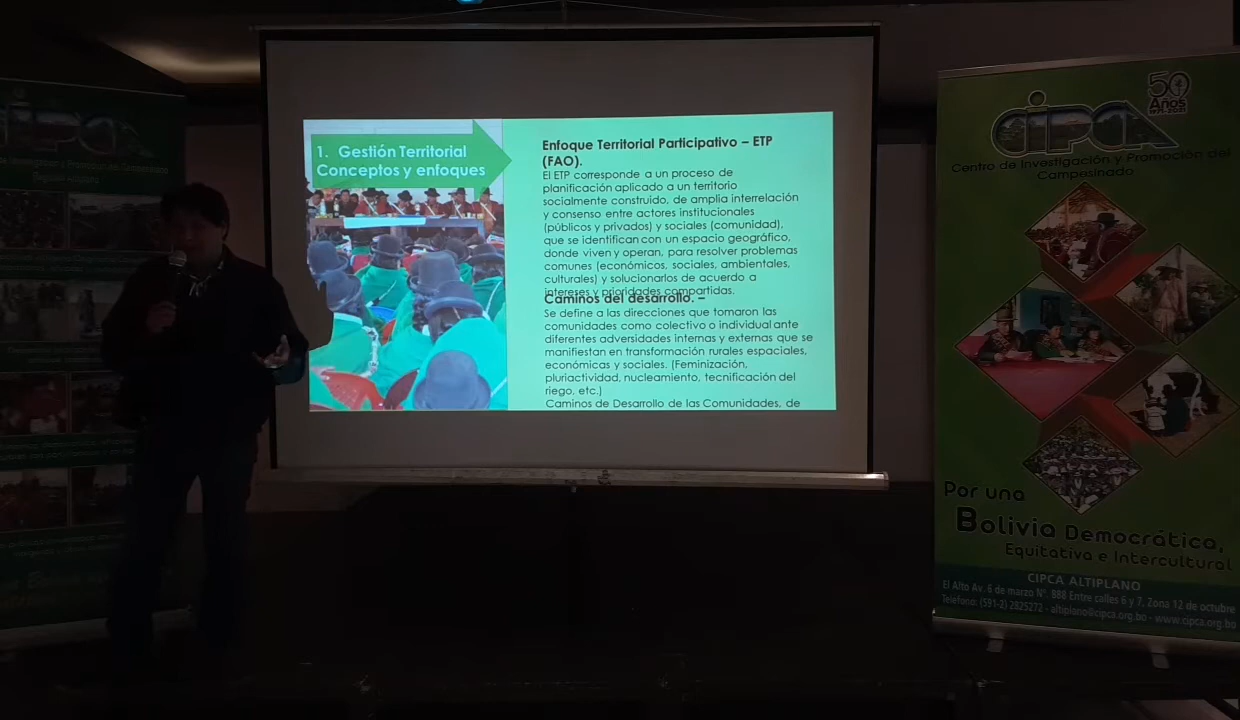 1. Gestión Territorial
Conceptos y enfoques
Enfoque Territorial Participativo – ETP
(FAO).
El ETP corresponde a un proceso de
planificación aplicado a un territorio
socialmente construido, de amplia interrelación
y consenso entre actores institucionales
(públicos y privados) y sociales (comunidad),
que se identifican con un espacio geográfico,
donde viven y operan, para resolver problemas
comunes (económicos, sociales, ambientales,
culturales) y solucionarlos de acuerdo a
intereses y prioridades compartidas.
Caminos del desarrollo. –
Se define a las direcciones que tomaron las
comunidades como colectivo o individual ante
diferentes adversidades internas y externas que se
manifiestan en transformación rurales espaciales,
económicas y sociales. (Feminización,
pluriactividad, nucleamiento, tecnificación del
riego, etc.)
Caminos de Desarrollo de las Comunidades, de
50
Años
1971-2021
CIPCA
Centro de Investigación y Promoción del
Campesinado
Por una
Bolivia Democrática,
Equitativa e Intercultural
CIPCA ALTIPLANO
El Alto Av. 6 de marzo Nº. 888 Entre calles 6 y 7, Zona 12 de octubre
Telefono: (591-2) 2825272 - altiplano@cipca.org.bo - www.cipca.org.bo